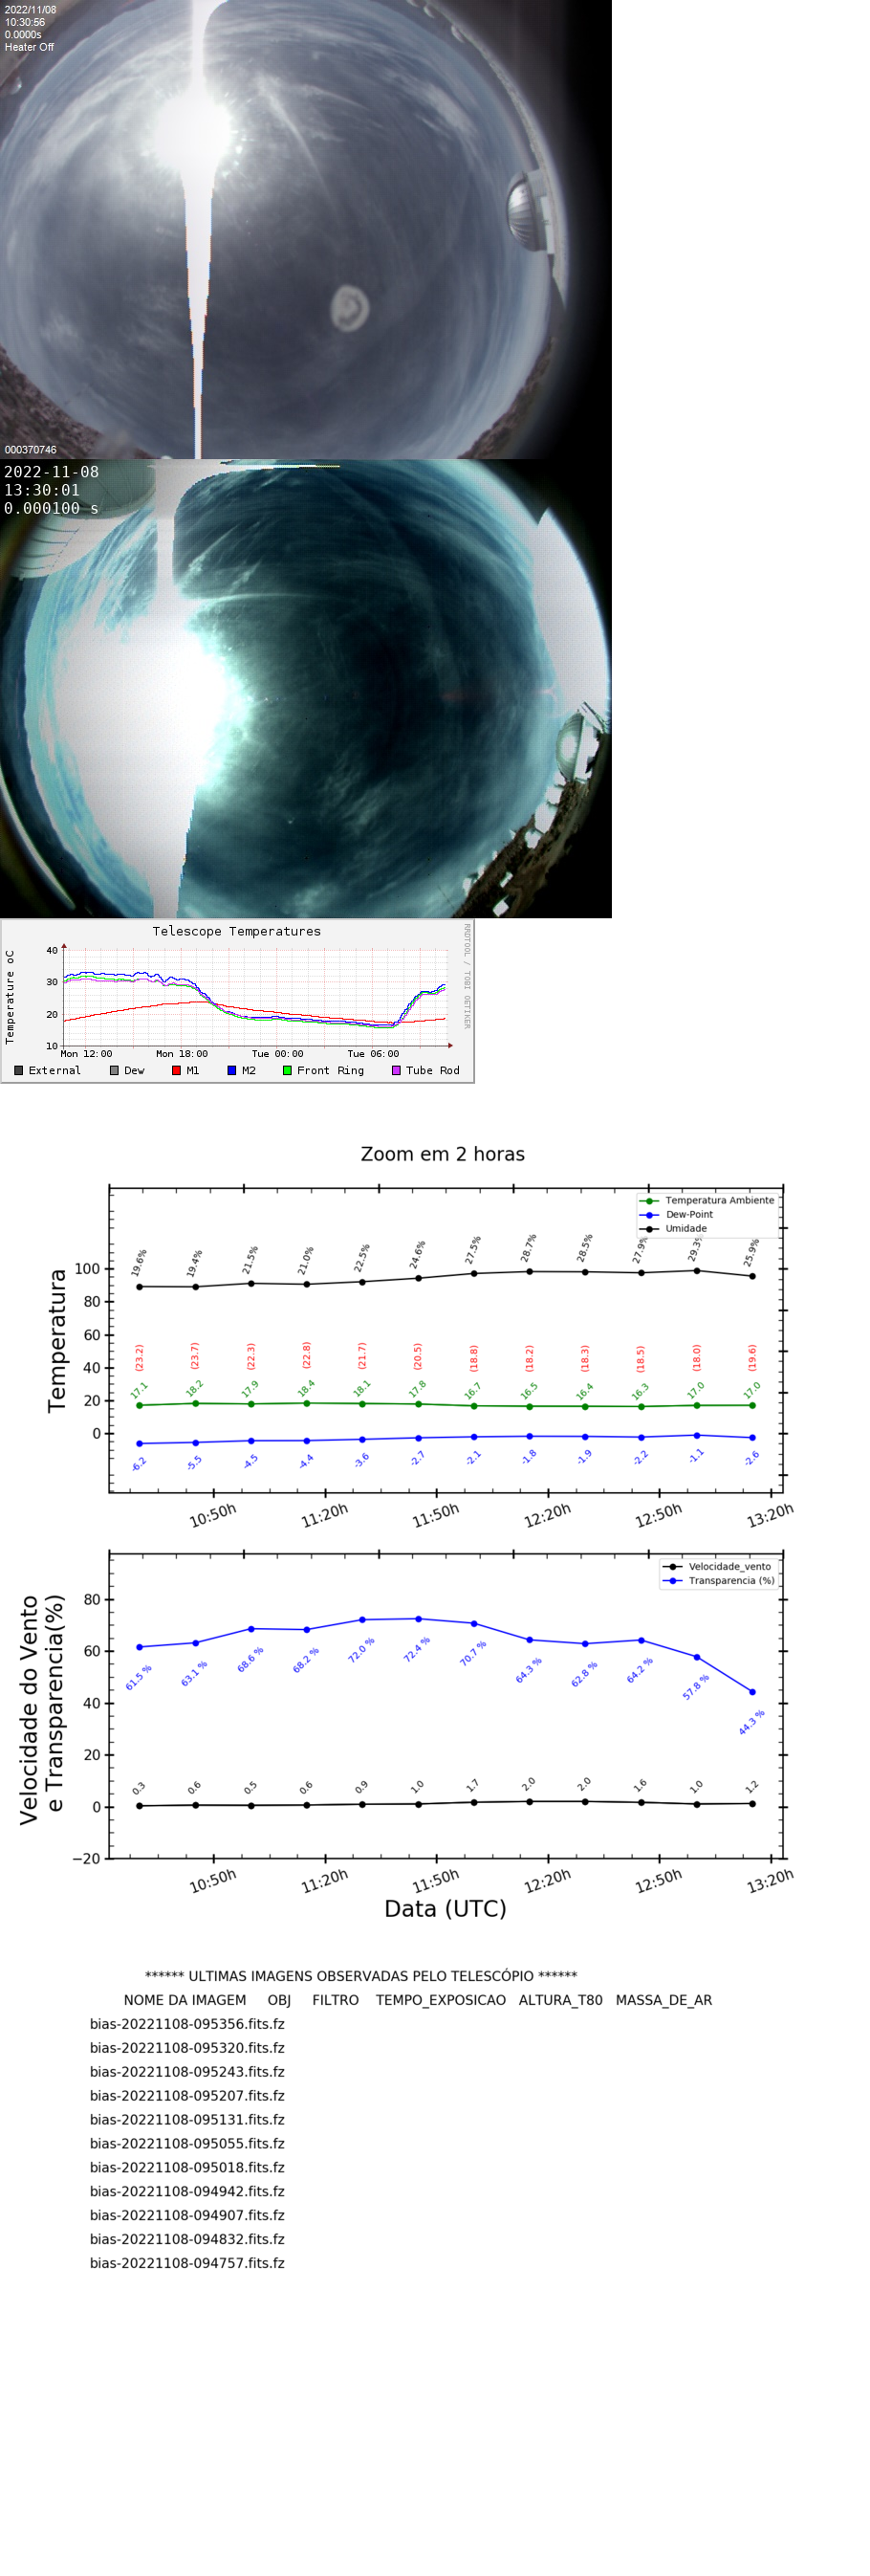 2022/11/08
10:30:56
0.0000s
Heater Off
000370746
2022-11-08
13:30:01
0.000100 s
Telescope Temperatures
RRDTOOL / TOBI OETIKER
Temperature oC
40
30
20
10
Mon 12:00 Mon 18:00 Tue 00:00 Tue 06:00
External Dew M1 M2 Front Ring Tube Rod
Zoom em 2 horas
Temperatura Ambiente
Dew-Point
Umidade
Temperatura
100
80
60
40
20
0
19.6% 19.4% 21.5% 21.0% 22.5% 24.6% 27.5% 28.7% 28.5% 27.9% 29.3% 25.9%
(23.2) (23.7) (22.3) (22.8) (21.7) (20.5) (18.8) (18.2) (18.3) (18.5) (18.0) (19.6)
17.1 18.2 17.9 18.4 18.1 17.8 16.7 16.5 16.4 16.3 17.0 17.0
-6.2 -5.5 -4.5 -4.4 -3.6 -2.7 -2.1 -1.8 -1.9 -2.2 -1.1 -2.6
10:50h 11:20h 11:50h 12:20h 12:50h 13:20h
Velocidade_vento
Transparencia (%)
Velocidade do Vento
e Transparencia(%)
80
60
40
20
0
−20
61.5 % 63.1 % 68.6 % 68.2 % 72.0 % 72.4 % 70.7 % 64.3 % 62.8 % 64.2 % 57.8 % 44.3 %
0.3 0.6 0.5 0.6 0.9 1.0 1.7 2.0 2.0 1.6 1.0 1.2
10:50h 11:20h 11:50h 12:20h 12:50h 13:20h
Data (UTC)
****** ULTIMAS IMAGENS OBSERVADAS PELO TELESCÓPIO ******
NOME DA IMAGEM OBJ FILTRO TEMPO_EXPOSICAO ALTURA_T80 MASSA_DE_AR
bias-20221108-095356.fits.fz
bias-20221108-095320.fits.fz
bias-20221108-095243.fits.fz
bias-20221108-095207.fits.fz
bias-20221108-095131.fits.fz
bias-20221108-095055.fits.fz
bias-20221108-095018.fits.fz
bias-20221108-094942.fits.fz
bias-20221108-094907.fits.fz
bias-20221108-094832.fits.fz
bias-20221108-094757.fits.fz